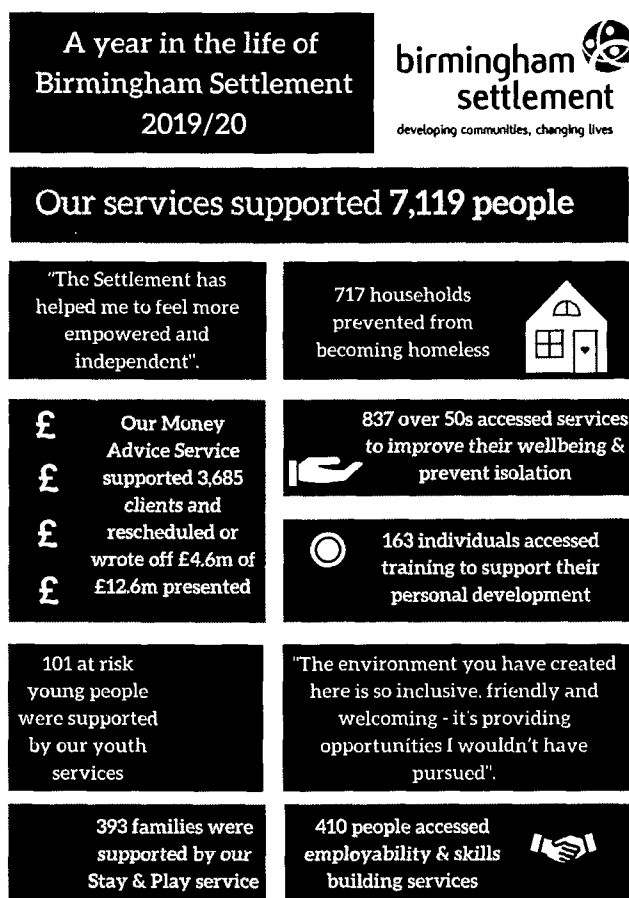 A year in the life of
Birmingham Settlement
2019/20
birmingham
settlement
developing communities, changing lives
Our services supported 7,119 people
"The Settlement has
helped me to feel more
empowered and
independent".
717 households
prevented from
becoming homeless
£
£
£
£
Our Money
Advice Service
supported 3,685
clients and
rescheduled or
wrote off £4.6m of
£12.6m presented
837 over 50s accessed services
to improve their wellbeing &
prevent isolation
163 individuals accessed
training to support their
personal development
101 at risk
young people
were supported
by our youth
services
"The environment you have created
here is so inclusive, friendly and
welcoming - it's providing
opportunities I wouldn't have
pursued".
393 families were
supported by our
Stay & Play service
410 people accessed
employability & skills
building services